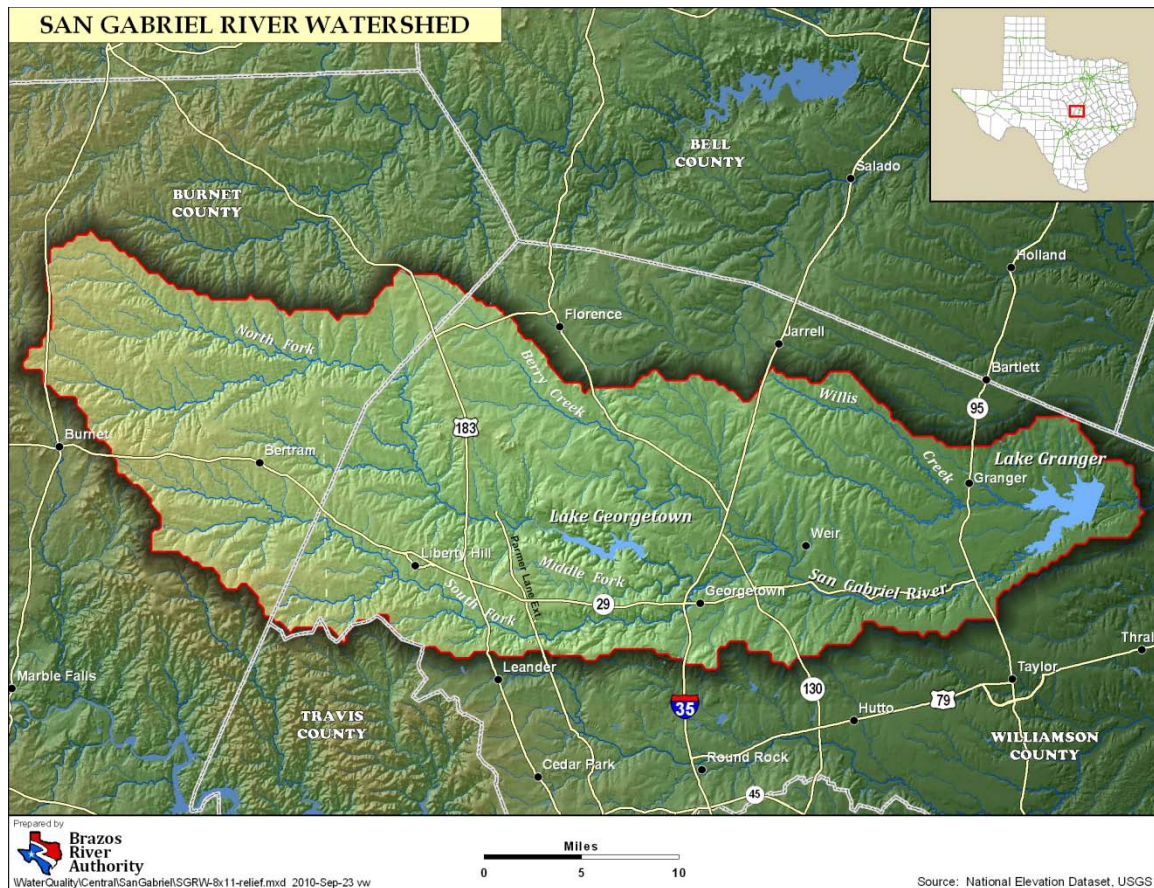 SAN GABRIEL RIVER WATERSHED
BELL
COUNTY
Salado
BURNET
COUNTY
Holland
Florence
Jarrell
North Fork
Berry Creek
Bartlett
Willis
Creek
95
183
Burnet
Bertram
Lake Granger
Granger
Lake Georgetown
Parmer Lane Ext.
Weir
Liberty Hill
Middle Fork
San Gabriel River
South Fork
29
Georgetown
Thral
Marble Falls
Leander
Taylor
130
35
79
Hutto
TRAVIS
COUNTY
WILLIAMSON
COUNTY
Round Rock
Cedar Park
45
Prepared by
Brazos
River
Authority
\WaterQuality\Central\SanGabriel\SGRW-8x11-relief.mxd 2010-Sep-23 vw
Miles
0 5 10
Source: National Elevation Dataset, USGS